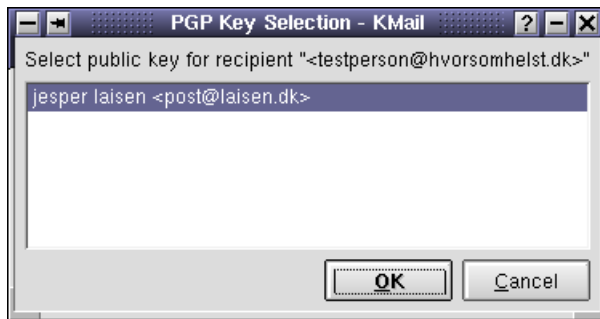 PGP Key Selection - KMail
Select public key for recipient "<testperson@hvorsomhelst.dk>"
jesper laisen <post@laisen.dk>
OK Cancel